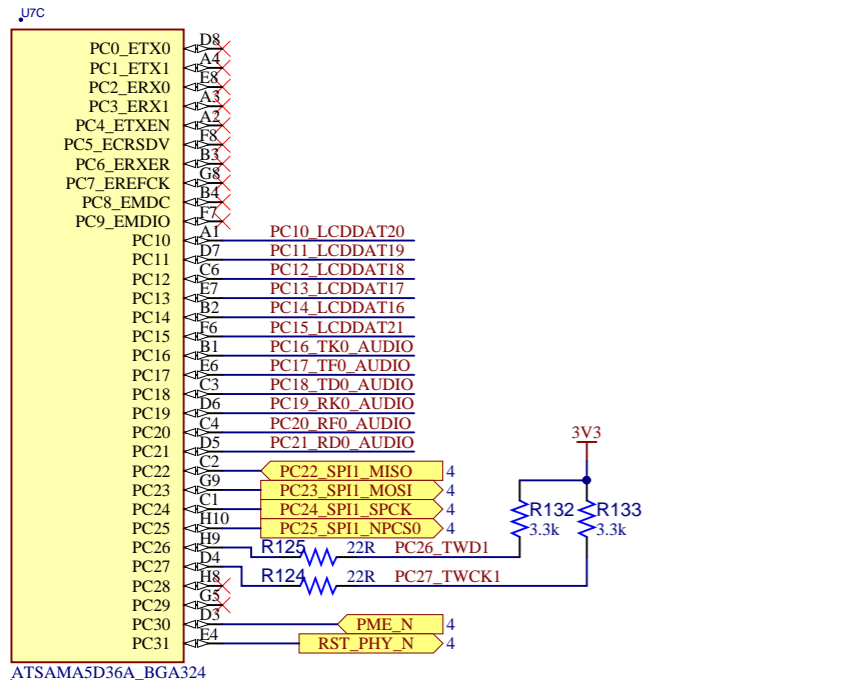 U7C
PC0_ETX0 D8
PC1_ETX1 A4
PC2_ERX0 E8
PC3_ERX1 A3
PC4_ETXEN A2
PC5_ECRSDV F8
PC6_ERXER B3
PC7_EREFCK G8
PC8_EMDC B4
PC9_EMDIO F7
PC10 A1 PC10_LCDDAT20
PC11 D7 PC11_LCDDAT19
PC12 C6 PC12_LCDDAT18
PC13 E7 PC13_LCDDAT17
PC14 B2 PC14_LCDDAT16
PC15 F6 PC15_LCDDAT21
PC16 B1 PC16_TK0_AUDIO
PC17 E6 PC17_TF0_AUDIO
PC18 C3 PC18_TD0_AUDIO
PC19 D6 PC19_RK0_AUDIO
PC20 C4 PC20_RF0_AUDIO
3V3
PC21 D5 PC21_RD0_AUDIO
PC22 C2 PC22_SPI1_MISO 4
PC23 G9 PC23_SPI1_MOSI 4
PC24 C1 PC24_SPI1_SPCK 4 R132 R133
PC25 H10 PC25_SPI1_NPCS0 4 3.3k 3.3k
PC26 H9 R125 22R PC26_TWD1
PC27 D4 R124 22R PC27_TWCK1
PC28 H8
PC29 G5
PC30 D3 PME_N 4
PC31 E4 RST_PHY_N 4
ATSAMA5D36A_BGA324